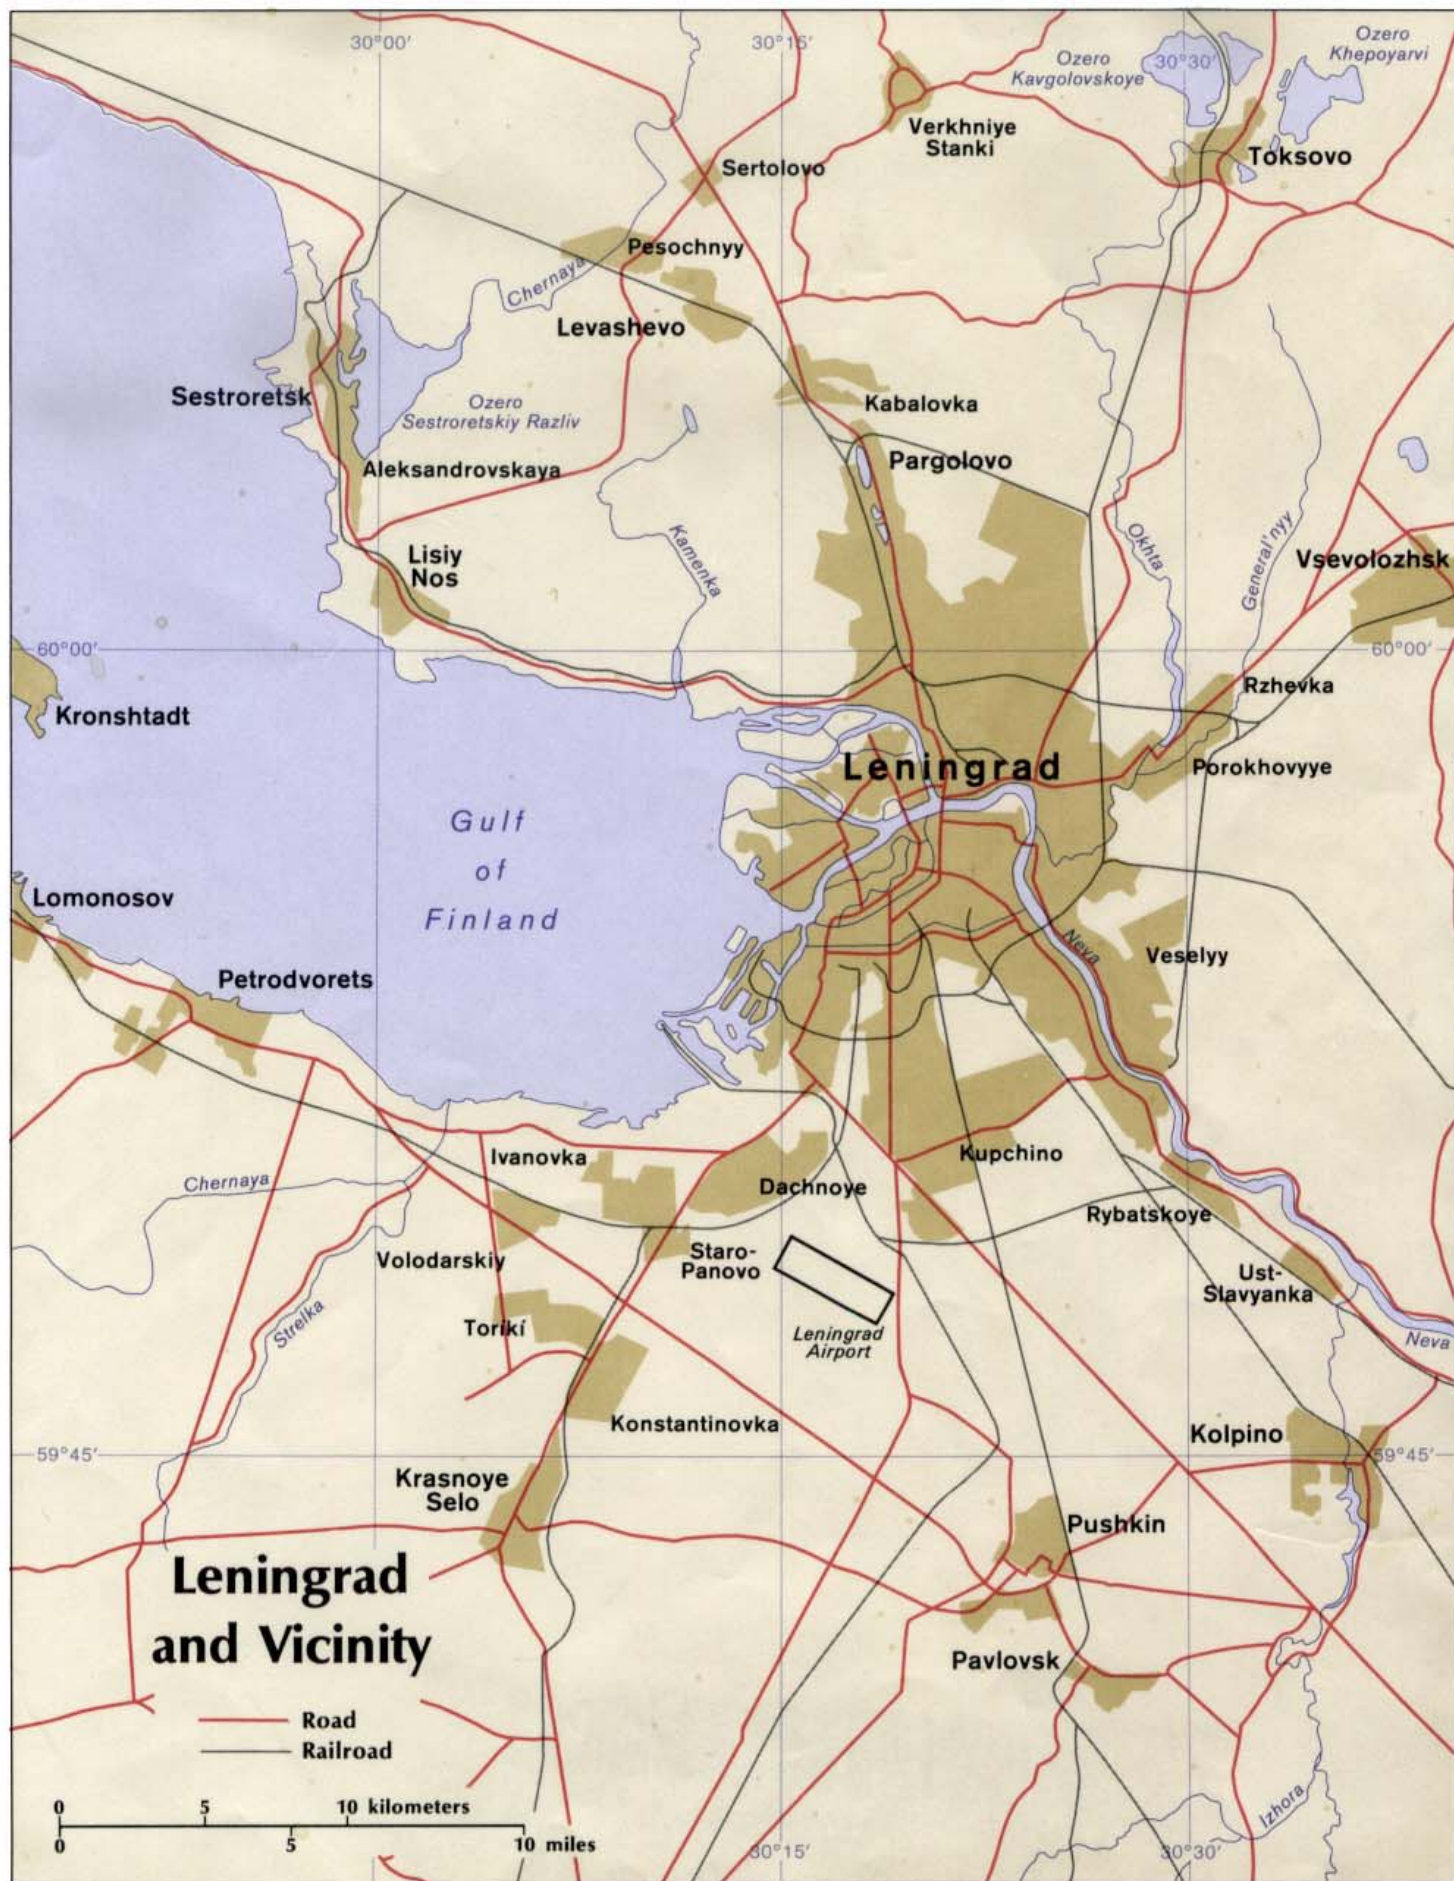 30°00′
30°15′
Ozero
Kavgolovskoye
30°30′
Ozero
Khepoyarvi
Verkhniye
Stanki
Toksovo
Sertolovo
Pesochnyy
Chernaya
Levashevo
Sestroretsk
Ozero
Sestroretskiy Razliv
Kabalovka
Aleksandrovskaya
Pargolovo
Lisiy
Nos
Kamenka
Okhta
General'nyy
Vsevolozhsk
60°00′
60°00′
Rzhevka
Kronshtadt
Leningrad
Porokhovyye
Gulf
of
Finland
Lomonosov
Neva
Veselyy
Petrodvorets
Ivanovka
Kupchino
Chernaya
Dachnoye
Rybatskoye
Volodarskiy
Staro-
Panovo
Ust-
Slavyanka
Strelka
Torikí
Leningrad
Airport
Neva
Konstantinovka
Kolpino
59°45′
59°45′
Krasnoye
Selo
Pushkin
Leningrad
and Vicinity
Pavlovsk
Road
Railroad
0 5 10 kilometers
0 5 10 miles
Izhora
30°15′
30°30′